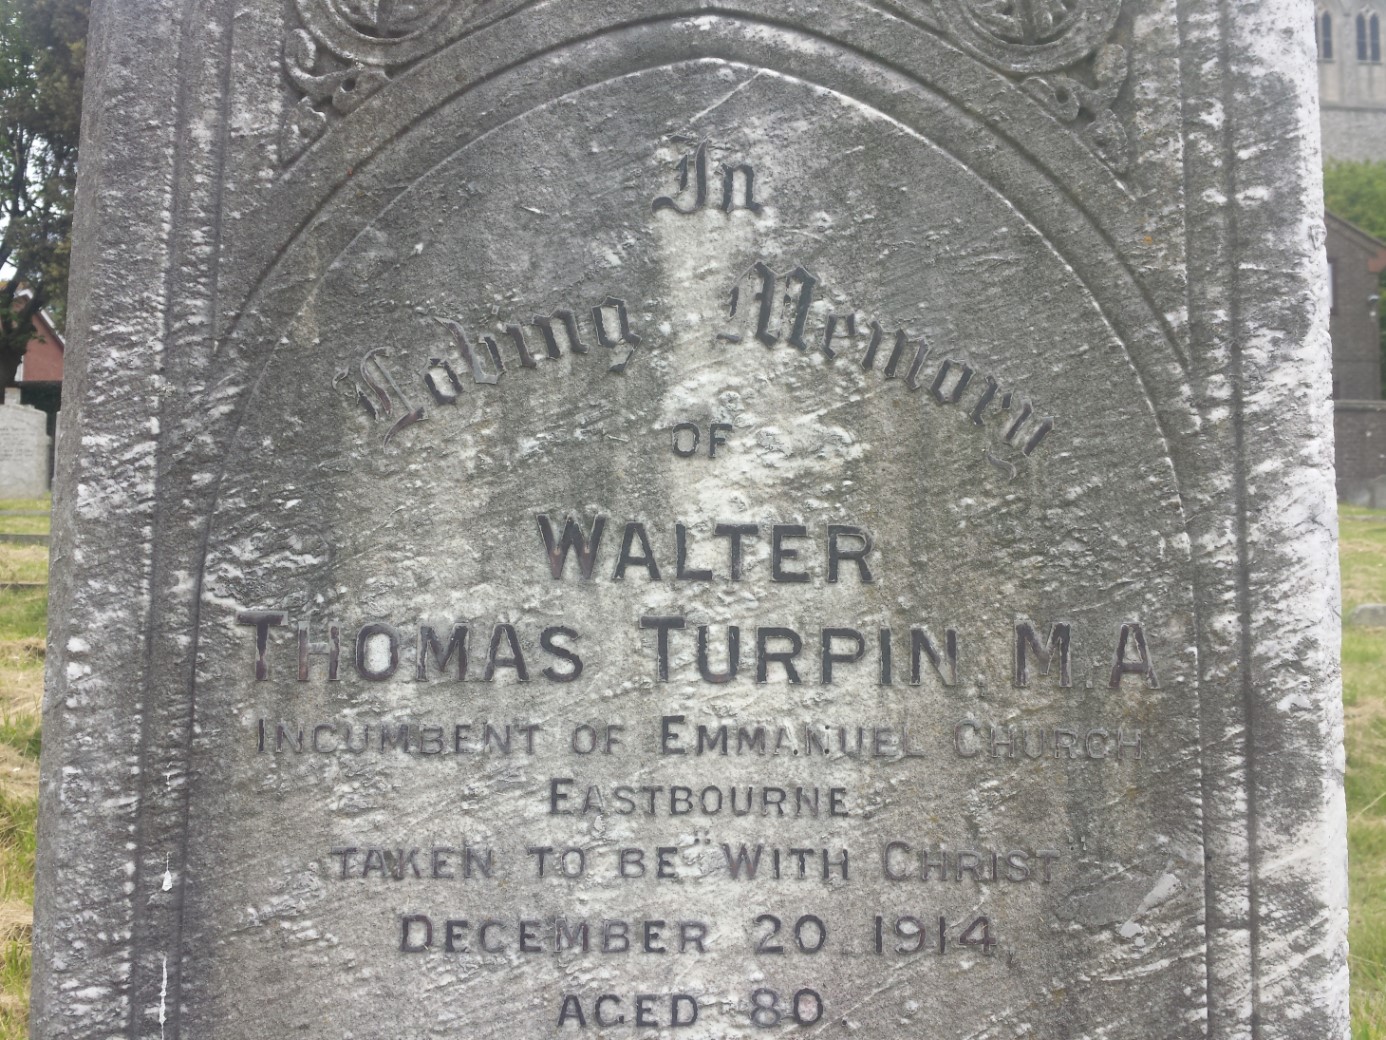 In
Loving Memory
OF
WALTER
THOMAS TURPIN. M.A
INCUMBENT OF EMMANUEL CHURCH
EASTBOURNE.
TAKEN TO BE "WITH CHRIST"
DECEMBER 20. 1914
AGED 80